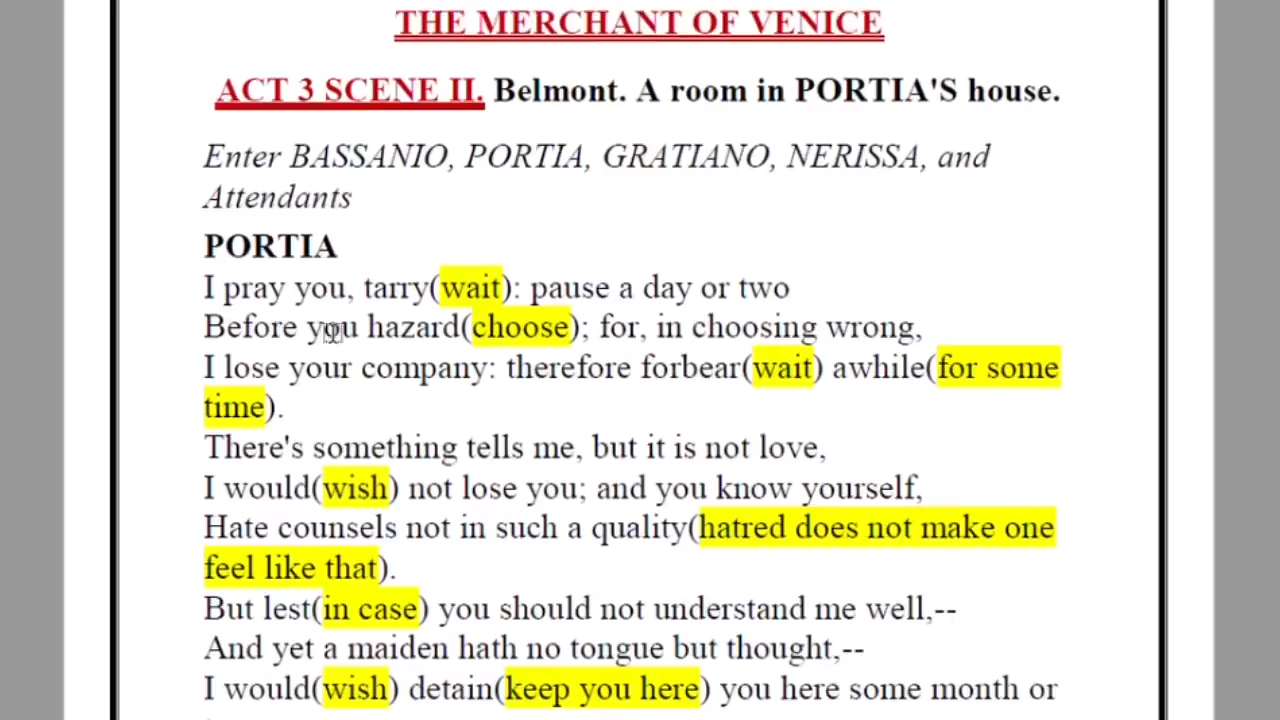 THE MERCHANT OF VENICE
ACT 3 SCENE II. Belmont. A room in PORTIA'S house.
Enter BASSANIO, PORTIA, GRATIANO, NERISSA, and
Attendants
PORTIA
I pray you, tarry(wait): pause a day or two
Before you hazard(choose); for, in choosing wrong,
I lose your company: therefore forbear(wait) awhile(for some
time).
There's something tells me, but it is not love,
I would(wish) not lose you; and you know yourself,
Hate counsels not in such a quality(hatred does not make one
feel like that).
But lest(in case) you should not understand me well,--
And yet a maiden hath no tongue but thought,--
I would(wish) detain(keep you here) you here some month or